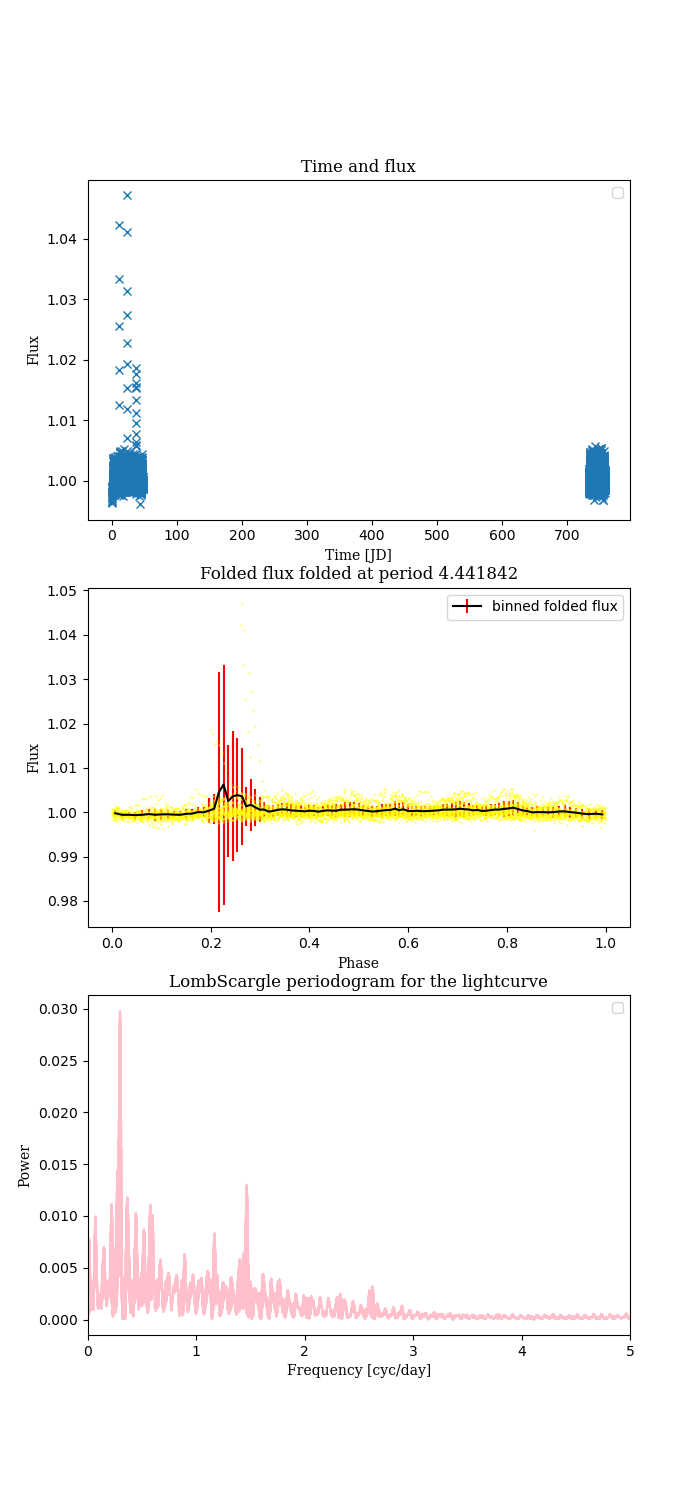 Time and flux
Flux
1.04
1.03
1.02
1.01
1.00
0 100 200 300 400 500 600 700
Time [JD]
Folded flux folded at period 4.441842
binned folded flux
Flux
1.05
1.04
1.03
1.02
1.01
1.00
0.99
0.98
0.0 0.2 0.4 0.6 0.8 1.0
Phase
LombScargle periodogram for the lightcurve
Power
0.030
0.025
0.020
0.015
0.010
0.005
0.000
0 1 2 3 4 5
Frequency [cyc/day]